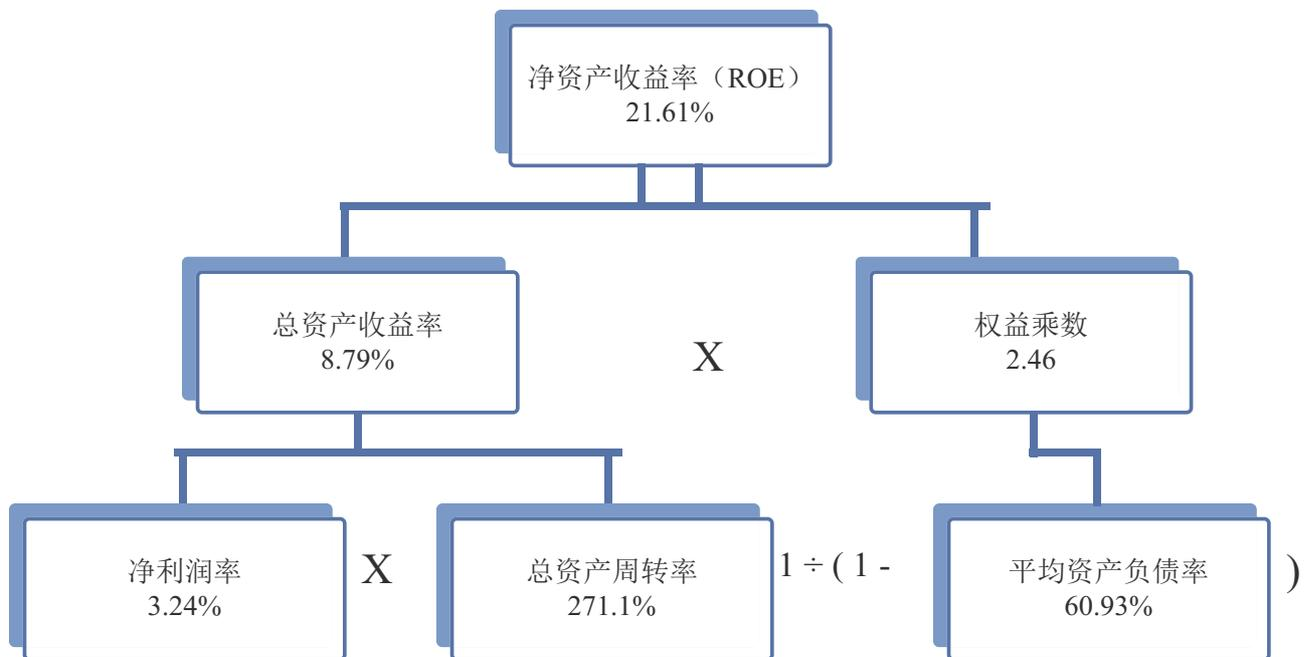 净资产收益率（ROE）
21.61%
总资产收益率
8.79%
X
权益乘数
2.46
净利润率
3.24%
X
总资产周转率
271.1%
1 ÷ ( 1 -
平均资产负债率
60.93%
)